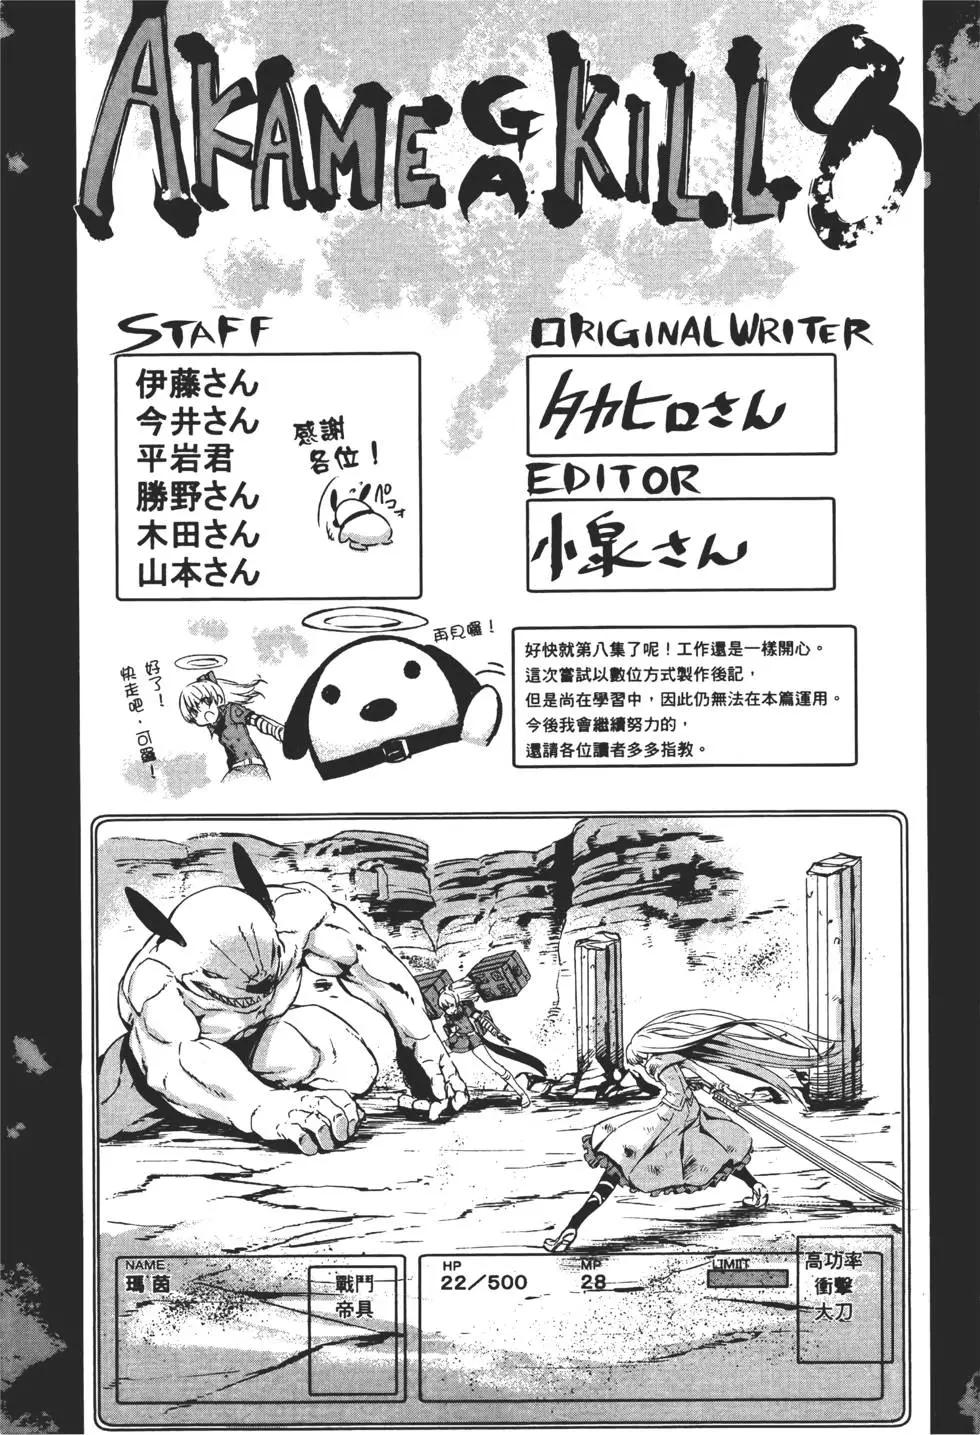 AKAME GA KILL 8
STAFF
伊藤さん
今井さん
平岩君
勝野さん
木田さん
山本さん
感謝
各位！
ペコォ
ORIGINAL WRITER
タカヒロさん
EDITOR
小泉さん
再見囉！
好了！
快走吧，可囉！
好快就第八集了呢！工作還是一樣開心。
這次嘗試以數位方式製作後記，
但是尚在學習中，因此仍無法在本篇運用。
今後我會繼續努力的，
還請各位讀者多多指教。
NAME
瑪茵
戰鬥
帝具
HP
22／500
MP
28
LIMIT
高功率
衝擊
大刀